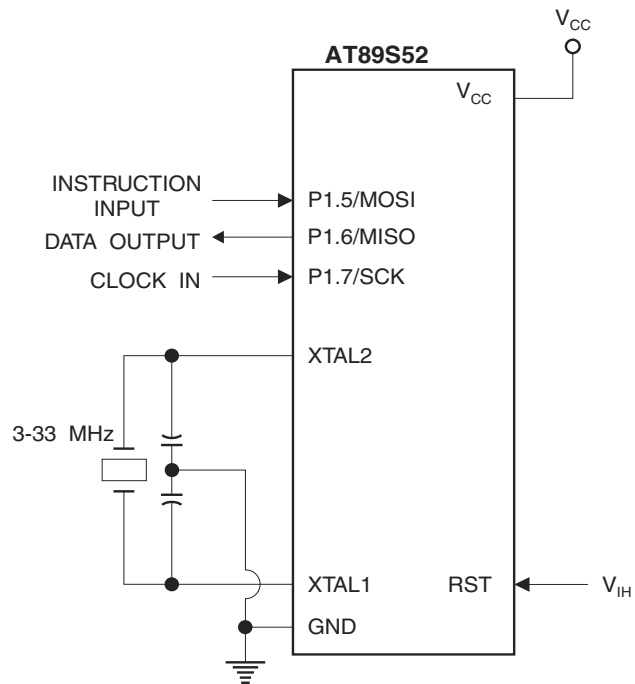 V_CC
AT89S52
V_CC
INSTRUCTION
INPUT
P1.5/MOSI
DATA OUTPUT
P1.6/MISO
CLOCK IN
P1.7/SCK
XTAL2
3-33 MHz
XTAL1
RST
V_IH
GND